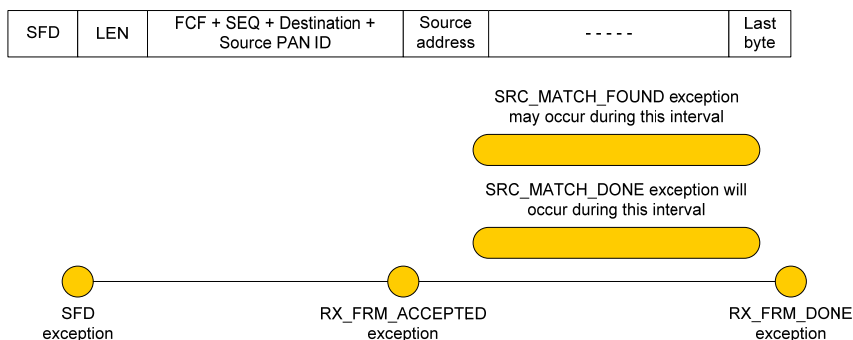 SFD
LEN
FCF + SEQ + Destination +
Source PAN ID
Source
address
- - - - -
Last
byte
SRC_MATCH_FOUND exception
may occur during this interval
SRC_MATCH_DONE exception will
occur during this interval
SFD
exception
RX_FRM_ACCEPTED
exception
RX_FRM_DONE
exception